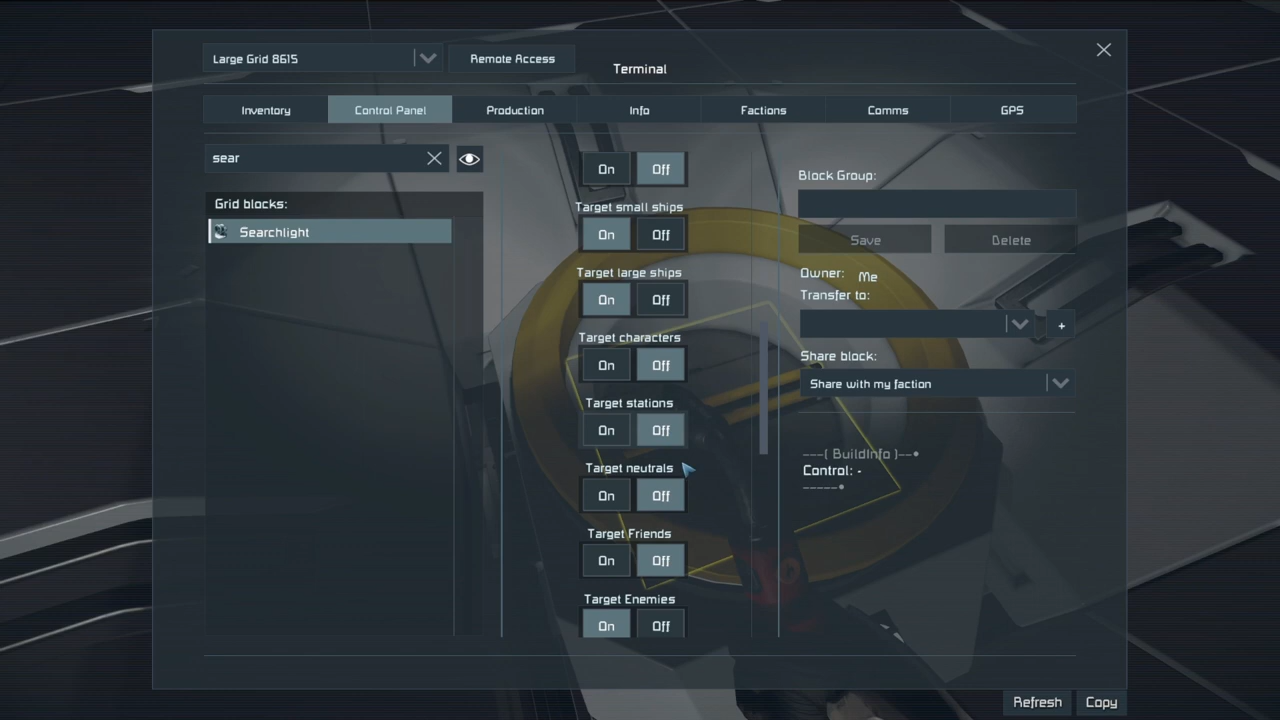 Large Grid 8615
Remote Access
Terminal
Inventory
Control Panel
Production
Info
Factions
Comms
GPS
sear
Grid blocks:
Searchlight
On Off
Target small ships
On Off
Target large ships
On Off
Target characters
On Off
Target stations
On Off
Target neutrals
On Off
Target Friends
On Off
Target Enemies
On Off
Block Group:
Save
Delete
Owner: Me
Transfer to:
+
Share block:
Share with my faction
---( BuildInfo )--•
Control: -
-----•
Refresh
Copy